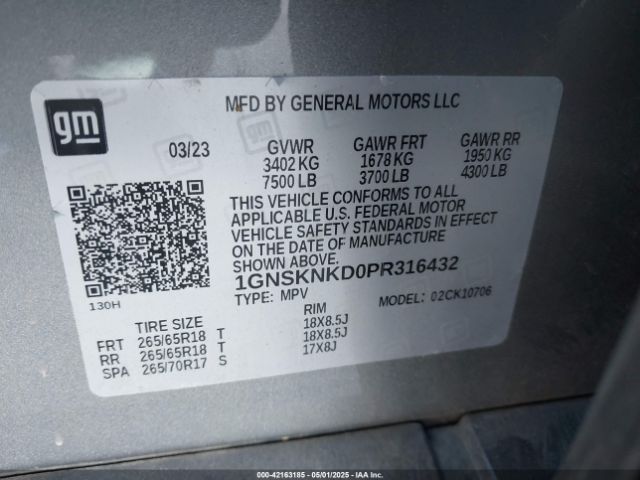 gm
MFD BY GENERAL MOTORS LLC
03/23 GVWR GAWR FRT GAWR RR
3402 KG 1678 KG 1950 KG
7500 LB 3700 LB 4300 LB
THIS VEHICLE CONFORMS TO ALL
APPLICABLE U.S. FEDERAL MOTOR
VEHICLE SAFETY STANDARDS IN EFFECT
ON THE DATE OF MANUFACTURE
SHOWN ABOVE.
1GNSKNKD0PR316432
130H
TYPE: MPV MODEL: 02CK10706
TIRE SIZE RIM
FRT 265/65R18 T 18X8.5J
RR 265/65R18 T 18X8.5J
SPA 265/70R17 S 17X8J
000-42163185 - 05/01/2025 - IAAI.COM